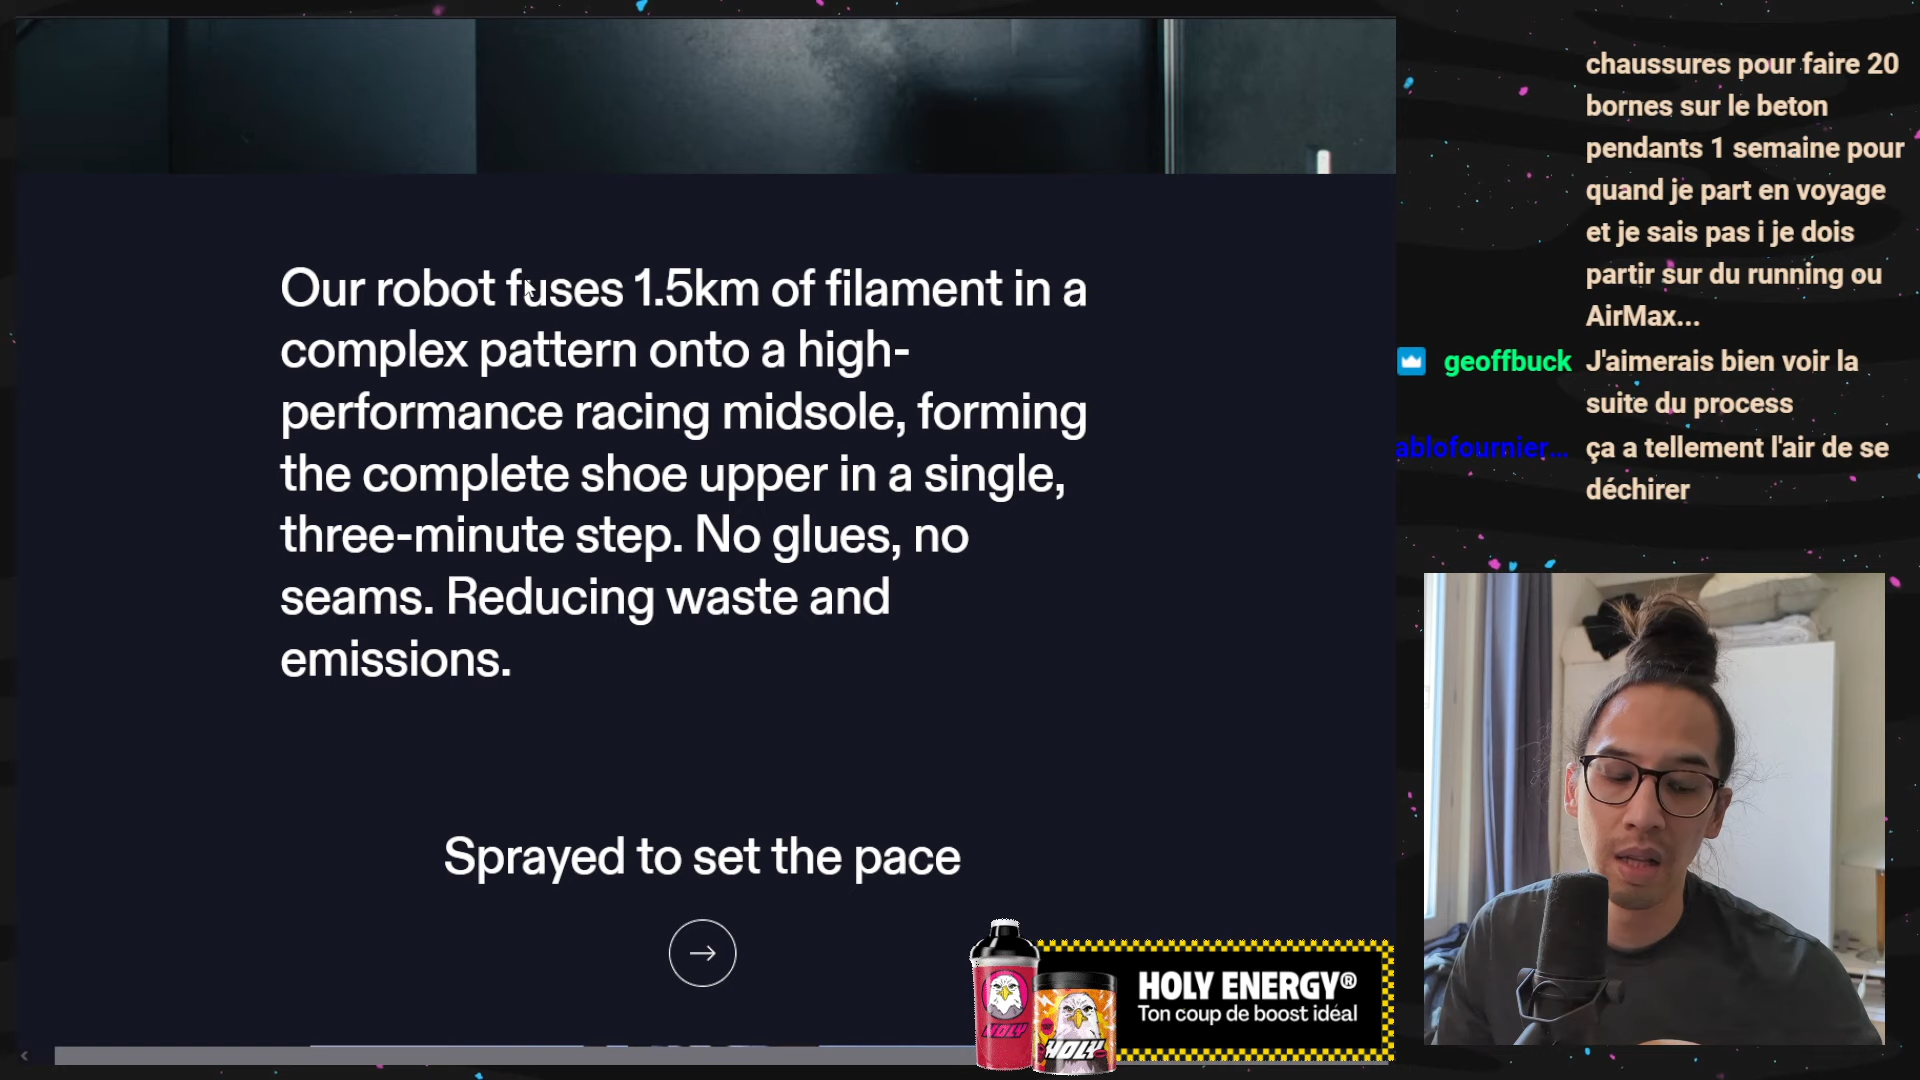 Our robot fuses 1.5km of filament in a
complex pattern onto a high-
performance racing midsole, forming
the complete shoe upper in a single,
three-minute step. No glues, no
seams. Reducing waste and
emissions.
Sprayed to set the pace
HOLY ENERGY®
Ton coup de boost idéal
HOLY
HOLY
chaussures pour faire 20
bornes sur le beton
pendants 1 semaine pour
quand je part en voyage
et je sais pas i je dois
partir sur du running ou
AirMax...
geoffbuck J'aimerais bien voir la
suite du process
ablofournier... ça a tellement l'air de se
déchirer